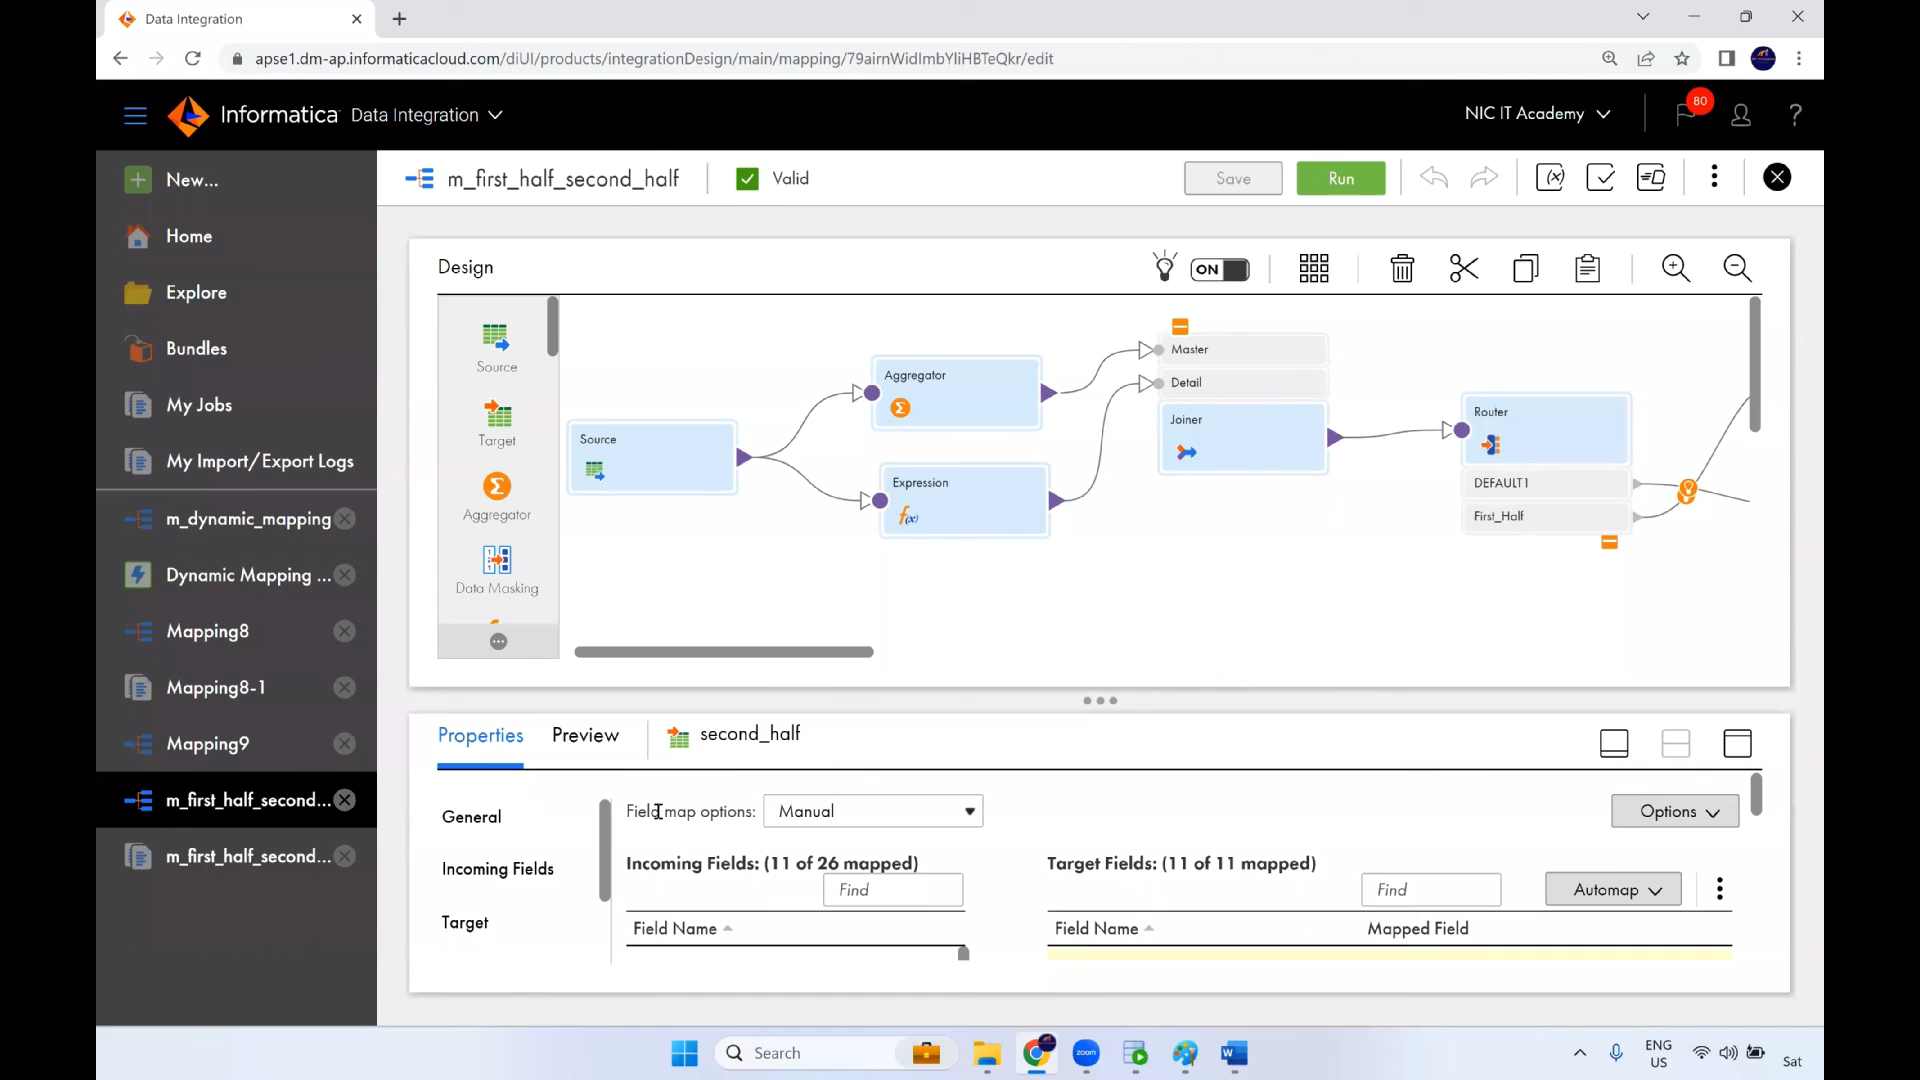 Data Integration
apse1.dm-ap.informaticacloud.com/diUI/products/integrationDesign/main/mapping/79airnWidImbYliHBTeQkr/edit
Informatica Data Integration
NIC IT Academy
80
?
New...
Home
Explore
Bundles
My Jobs
My Import/Export Logs
m_dynamic_mapping
Dynamic Mapping ...
Mapping8
Mapping8-1
Mapping9
m_first_half_second...
m_first_half_second...
m_first_half_second_half
Valid
Save
Run
Design
ON
Source
Target
Aggregator
Data Masking
Source
Aggregator
Expression
f(x)
Master
Detail
Joiner
Router
DEFAULT1
First_Half
Properties
Preview
second_half
General
Incoming Fields
Target
Field map options:
Manual
Options
Incoming Fields: (11 of 26 mapped)
Find
Field Name
Target Fields: (11 of 11 mapped)
Find
Automap
Field Name
Mapped Field
Search
zoom
ENG
US
Sat